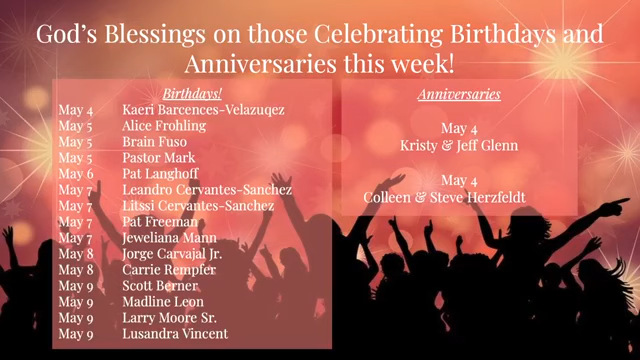 God's Blessings on those Celebrating Birthdays and
Anniversaries this week!
Birthdays!
May 4 Kaeri Barcences-Velazuqez
May 5 Alice Frohling
May 5 Brain Fuso
May 5 Pastor Mark
May 6 Pat Langhoff
May 7 Leandro Cervantes-Sanchez
May 7 Litssi Cervantes-Sanchez
May 7 Pat Freeman
May 7 Jeweliana Mann
May 8 Jorge Carvajal Jr.
May 8 Carrie Rempfer
May 9 Scott Berner
May 9 Madline Leon
May 9 Larry Moore Sr.
May 9 Lusandra Vincent
Anniversaries
May 4
Kristy & Jeff Glenn
May 4
Colleen & Steve Herzfeldt